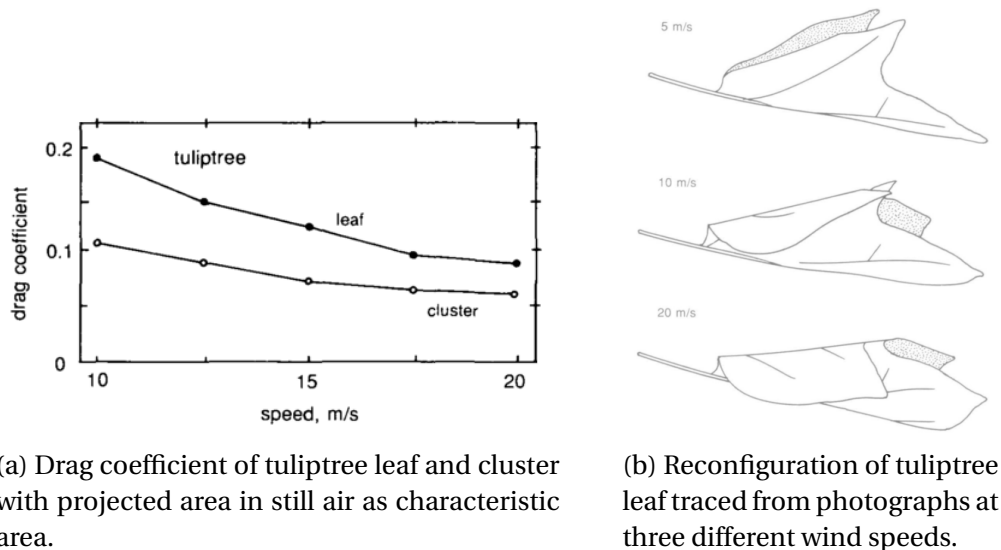 0.2
0.1
0
drag coefficient
tuliptree
leaf
cluster
10
15
20
speed, m/s
5 m/s
10 m/s
20 m/s
(a) Drag coefficient of tuliptree leaf and cluster
with projected area in still air as characteristic
area.
(b) Reconfiguration of tuliptree
leaf traced from photographs at
three different wind speeds.